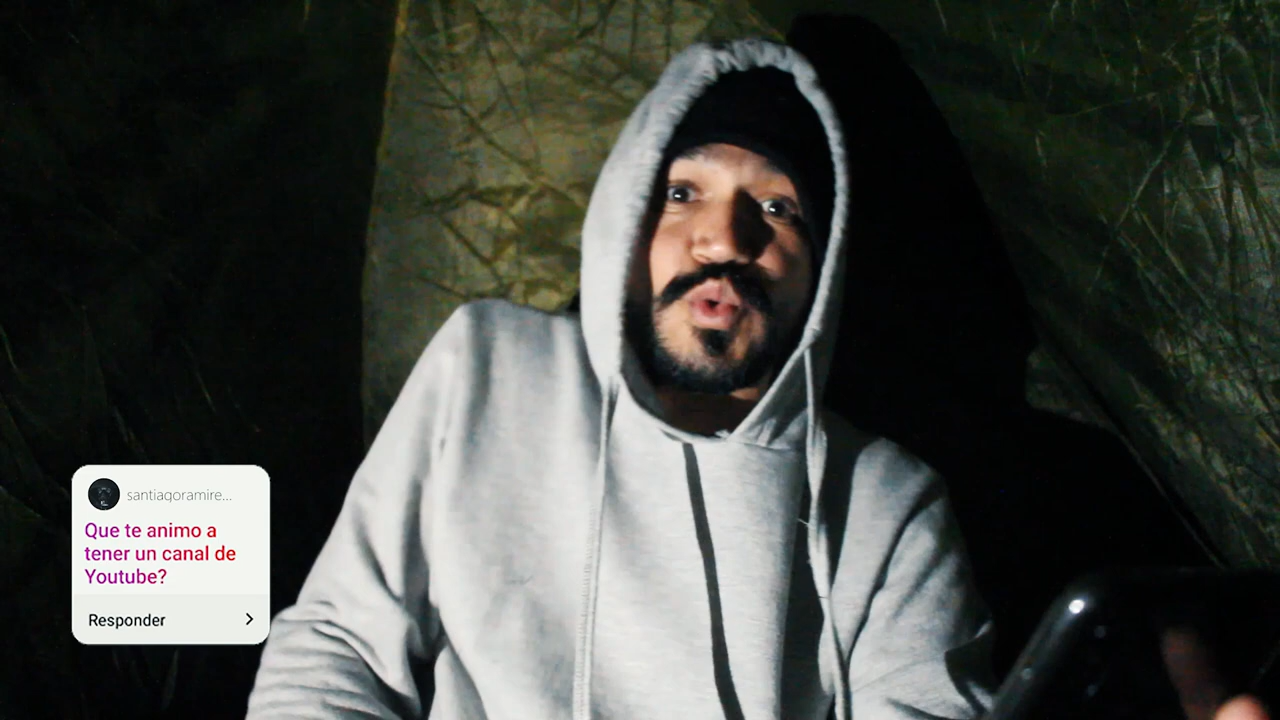 santiagoramire...
Que te animo a
tener un canal de
Youtube?
Responder